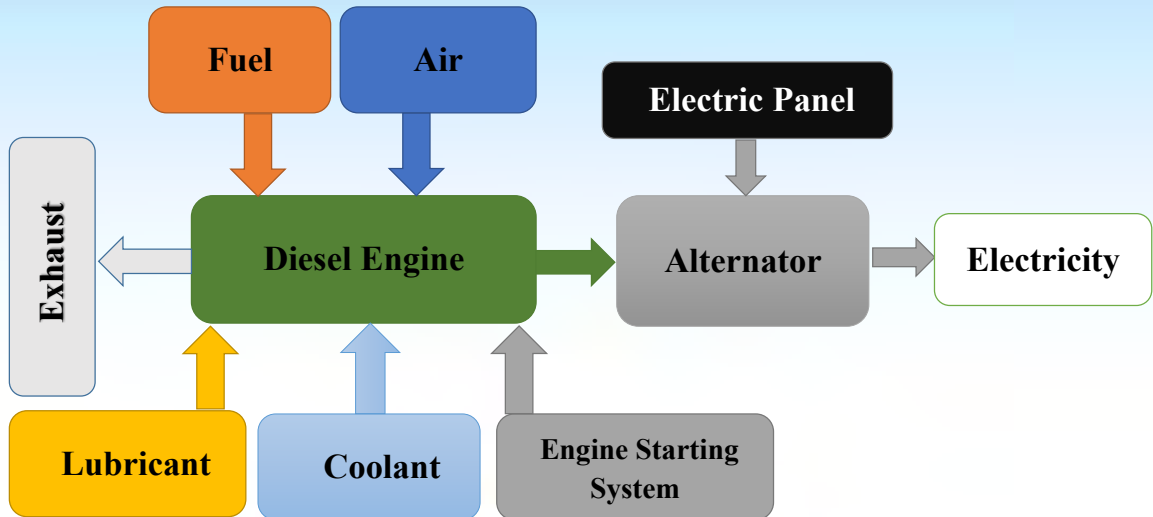 Fuel
Air
Electric Panel
Exhaust
Diesel Engine
Alternator
Electricity
Lubricant
Coolant
Engine Starting
System